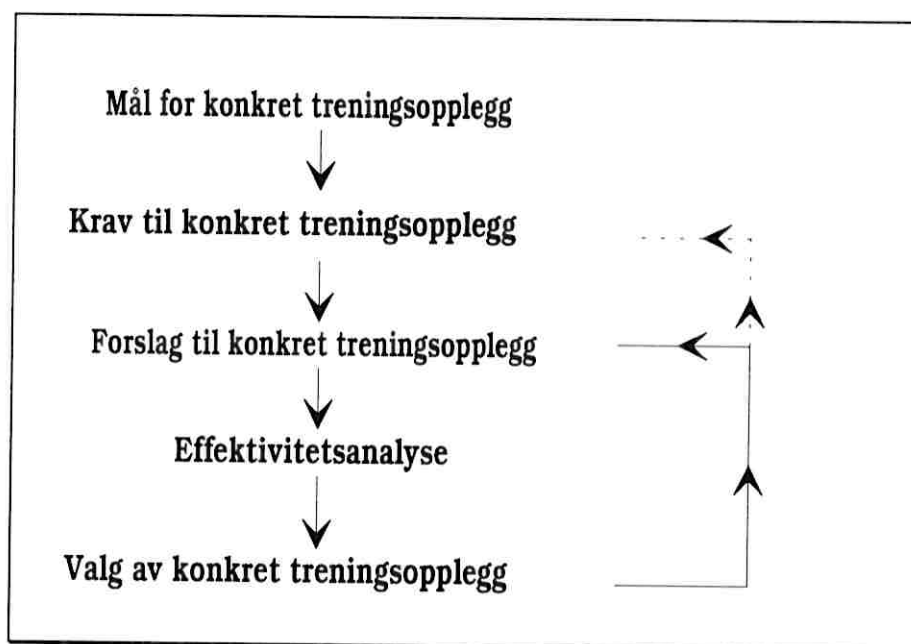 Mål for konkret treningsopplegg
Krav til konkret treningsopplegg
Forslag til konkret treningsopplegg
Effektivitetsanalyse
Valg av konkret treningsopplegg